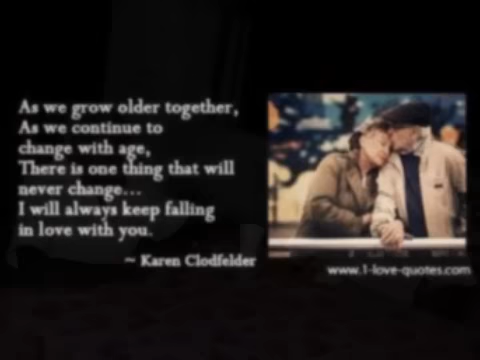 As we grow older together,
As we continue to
change with age,
There is one thing that will
never change...
I will always keep falling
in love with you.
~ Karen Clodfelder
www.1-love-quotes.com